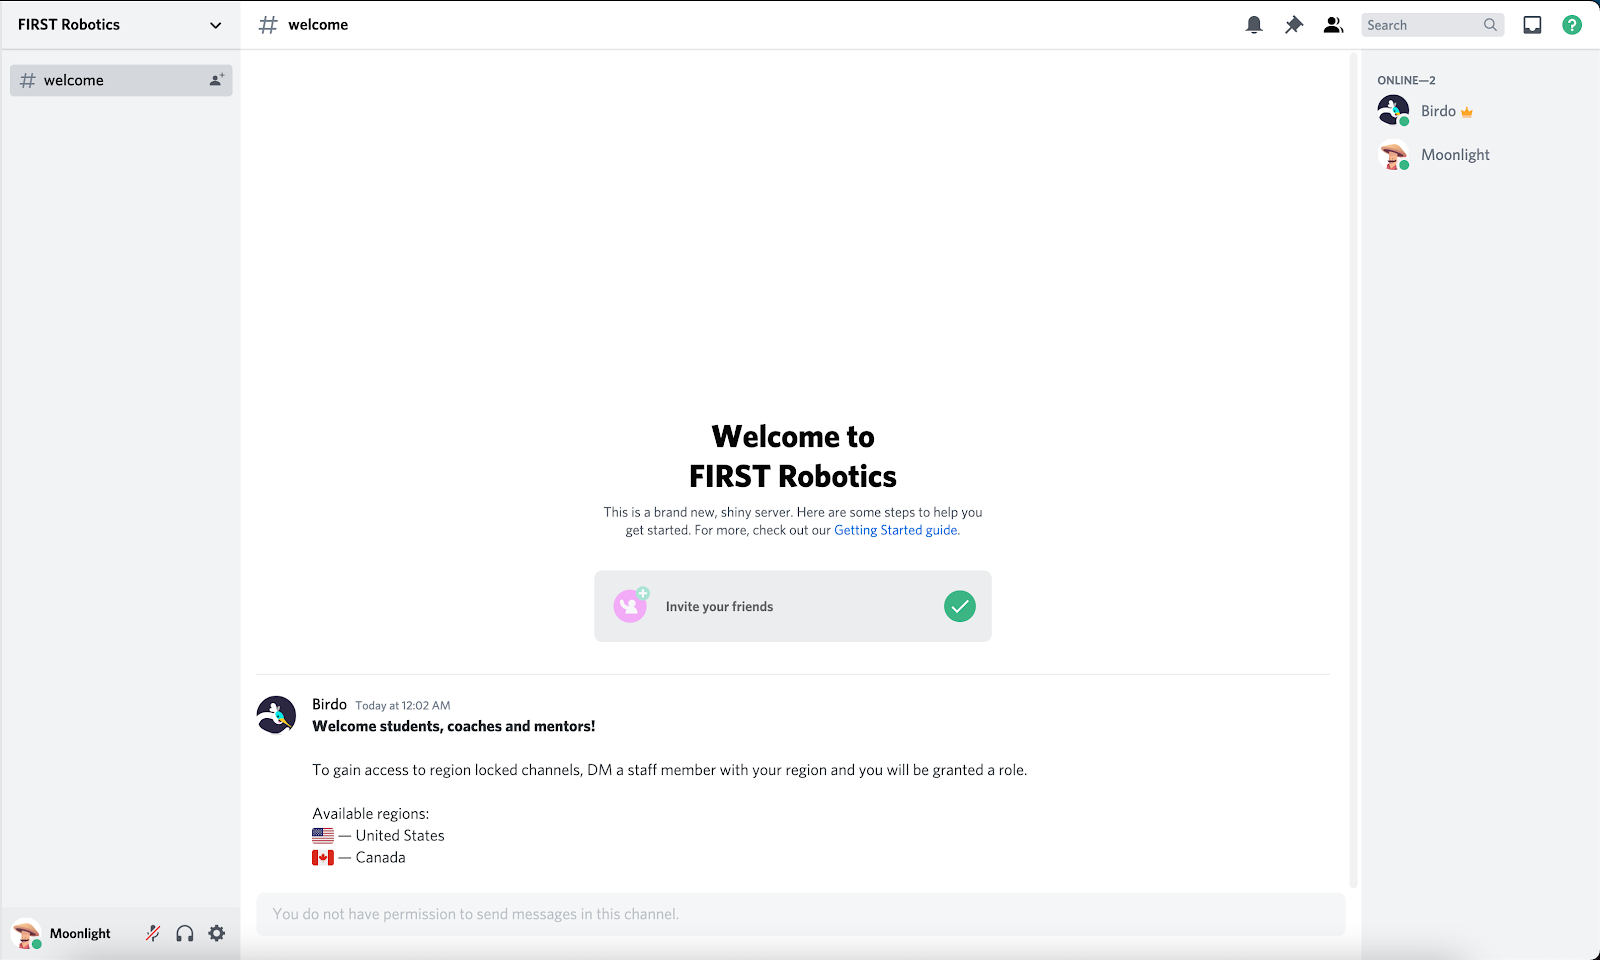 FIRST Robotics
welcome
welcome
Search
ONLINE—2
Birdo
Moonlight
Welcome to
FIRST Robotics
This is a brand new, shiny server. Here are some steps to help you
get started. For more, check out our Getting Started guide.
Invite your friends
Birdo Today at 12:02 AM
Welcome students, coaches and mentors!
To gain access to region locked channels, DM a staff member with your region and you will be granted a role.
Available regions:
— United States
— Canada
You do not have permission to send messages in this channel.
Moonlight